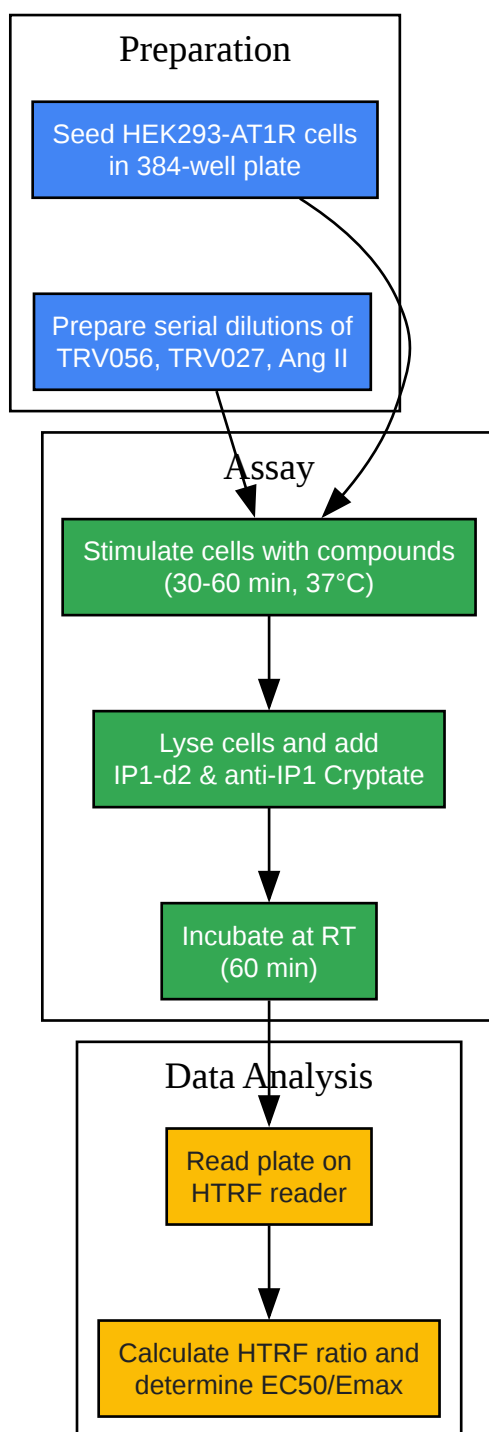 Preparation
Seed HEK293-AT1R cells
in 384-well plate
Prepare serial dilutions of
TRV056, TRV027, Ang II
Assay
Stimulate cells with compounds
(30-60 min, 37°C)
Lyse cells and add
IP1-d2 & anti-IP1 Cryptate
Incubate at RT
(60 min)
Data Analysis
Read plate on
HTRF reader
Calculate HTRF ratio and
determine EC50/Emax